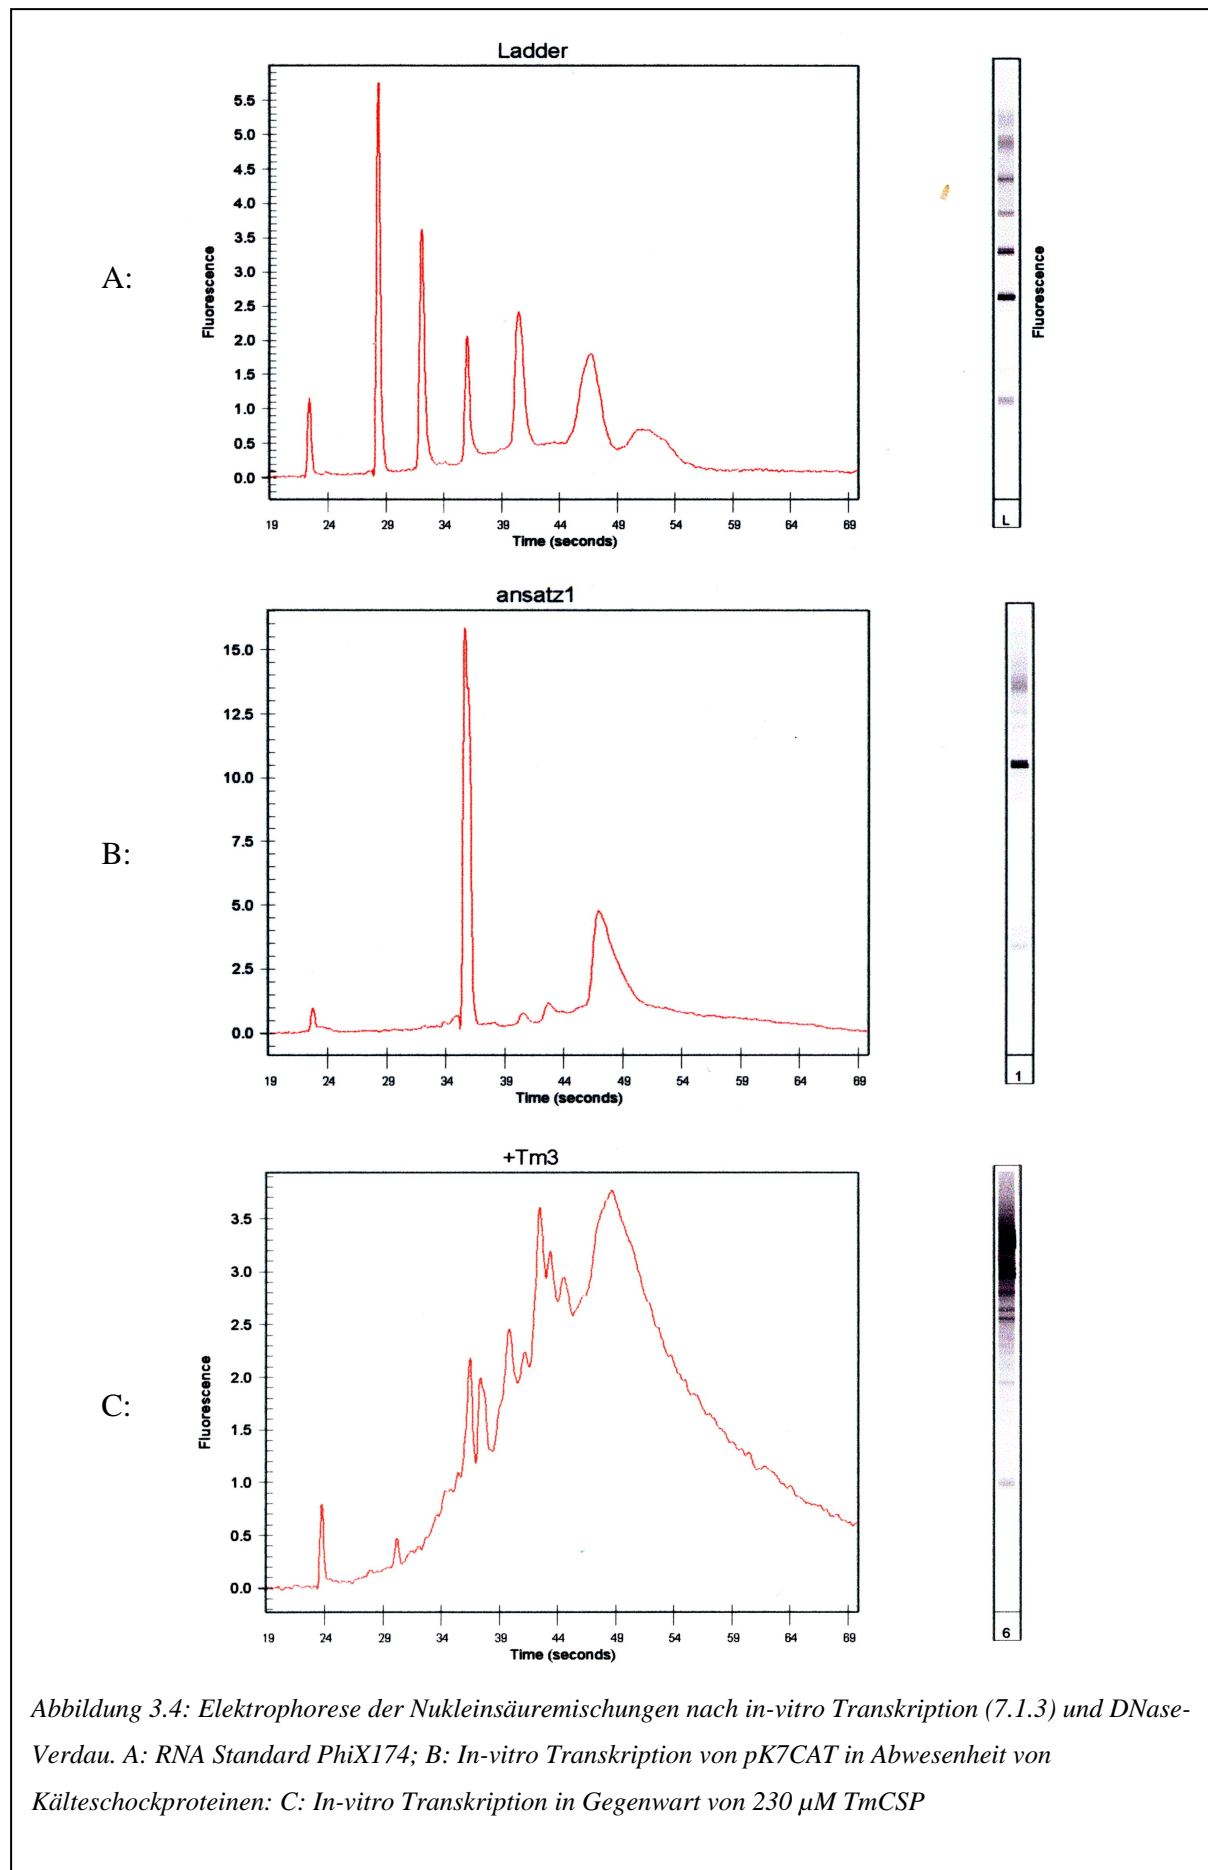 Ladder
5.5
5.0
4.5
4.0
3.5
3.0
2.5
2.0
1.5
1.0
0.5
0.0
Fluorescence
19 24 29 34 39 44 49 54 59 64 69
Time (seconds)
A:
Fluorescence
L
ansatz1
15.0
12.5
10.0
7.5
5.0
2.5
0.0
19 24 29 34 39 44 49 54 59 64 69
Time (seconds)
B:
1
+Tm3
3.5
3.0
2.5
2.0
1.5
1.0
0.5
0.0
Fluorescence
19 24 29 34 39 44 49 54 59 64 69
Time (seconds)
C:
6
Abbildung 3.4: Elektrophorese der Nukleinsäuremischungen nach in-vitro Transkription (7.1.3) und DNase-
Verdau. A: RNA Standard PhiX174; B: In-vitro Transkription von pK7CAT in Abwesenheit von
Kälteschockproteinen: C: In-vitro Transkription in Gegenwart von 230 µM TmCSP